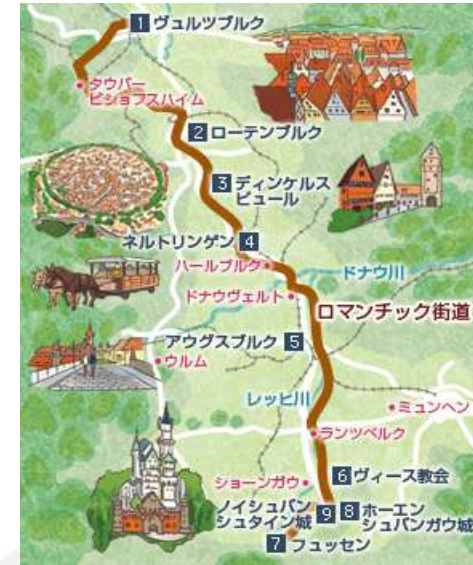 1 ヴュルツブルク
タウバー
ビショフスハイム
2 ローテンブルク
3 ディンケルス
ビュール
ネルトリンゲン 4
ハールブルク
ドナウ川
ドナウヴェルト
ロマンチック街道
アウグスブルク 5
ウルム
レッヒ川
ミュンヘン
ランツベルク
6 ヴィース教会
ショーンガウ
ノイシュバン
シュタイン城
9 8 ホーエン
シュバンガウ城
7 フュッセン